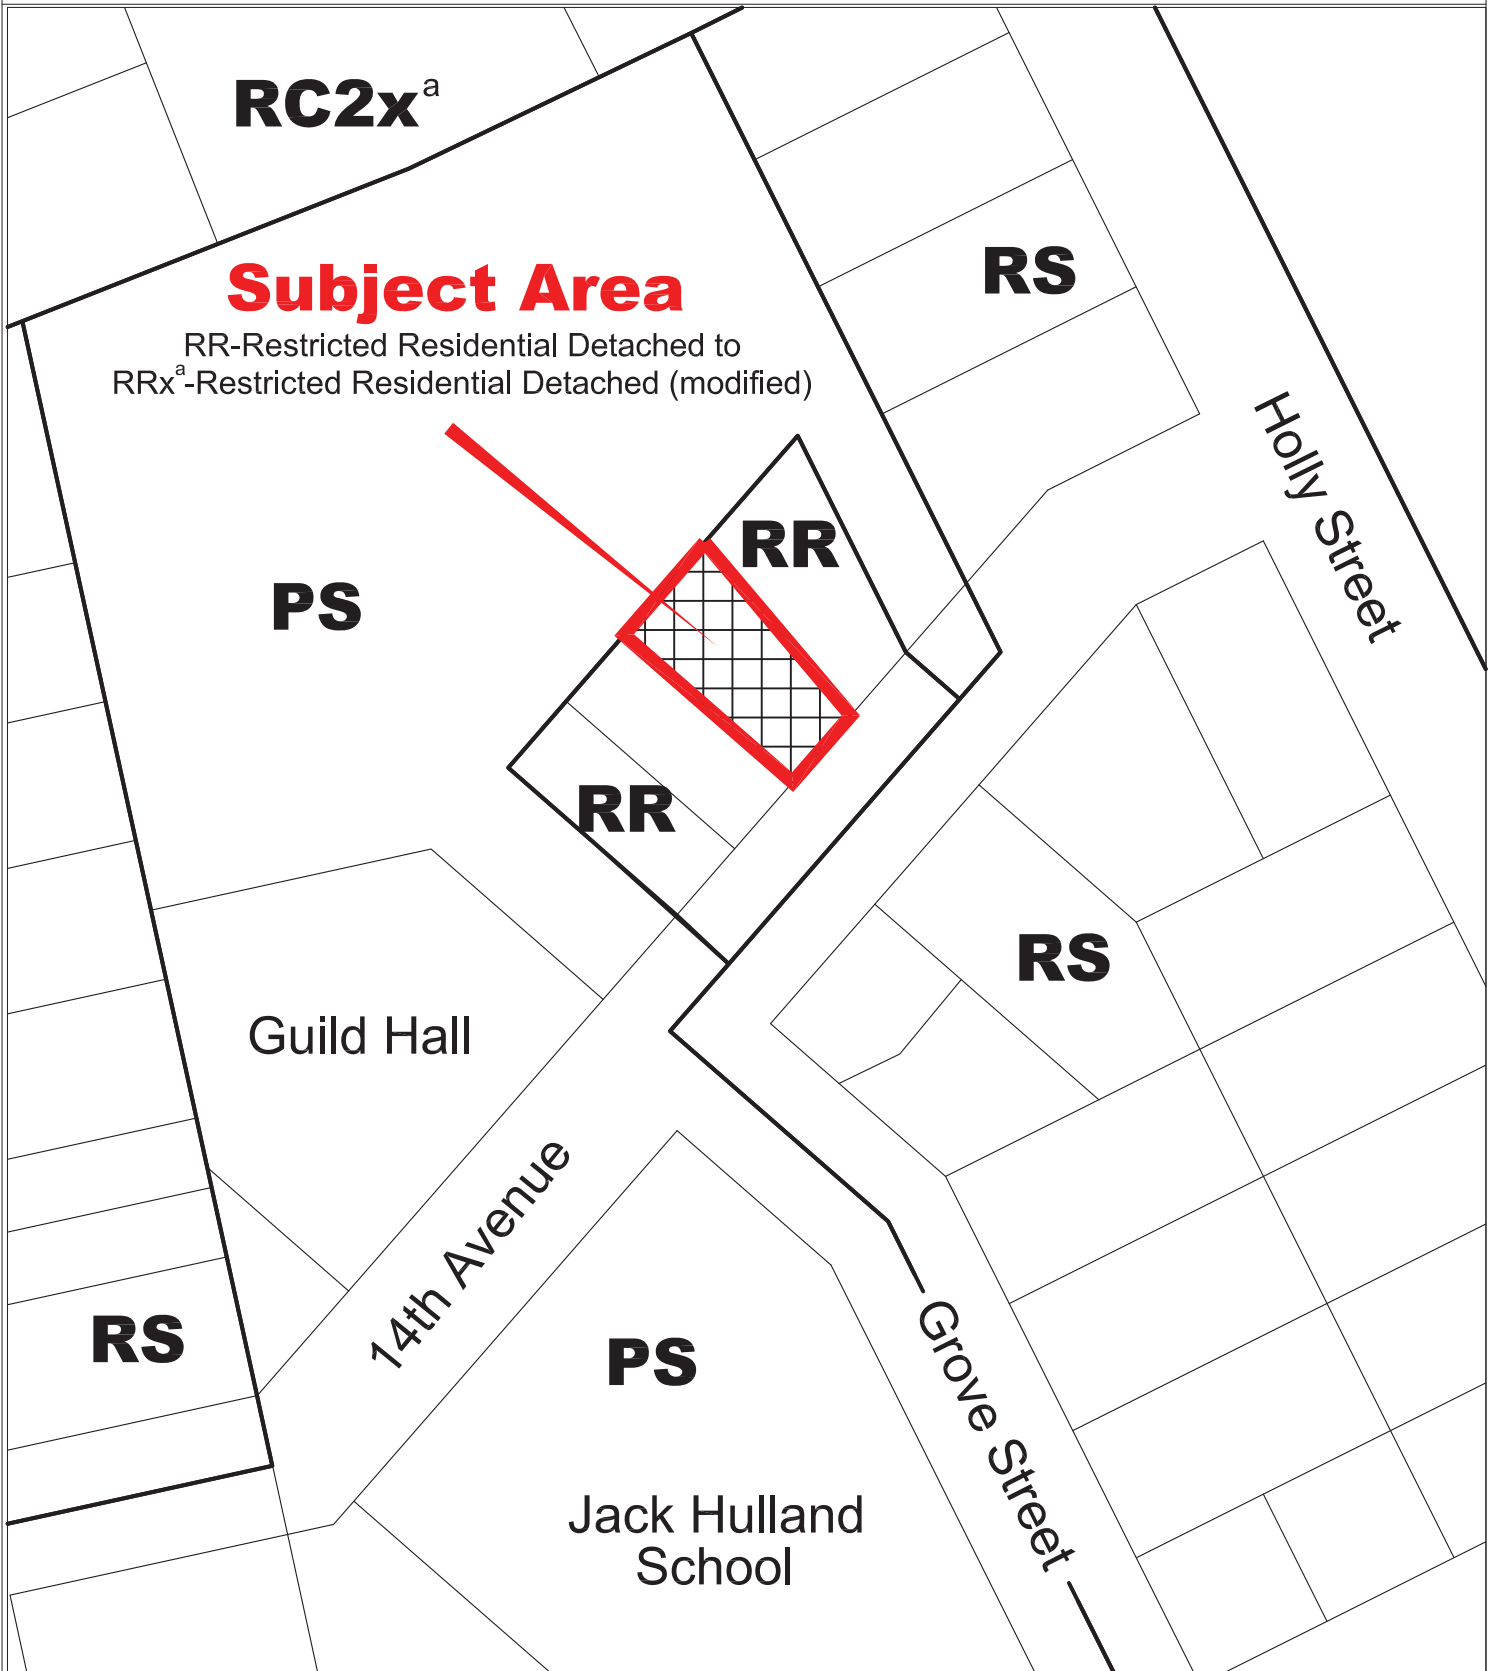 RC2xª
RS
Subject Area
RR-Restricted Residential Detached to
RRxª-Restricted Residential Detached (modified)
Holly Street
RR
PS
RR
RS
Guild Hall
14th Avenue
RS
PS
Grove Street
Jack Hulland
School